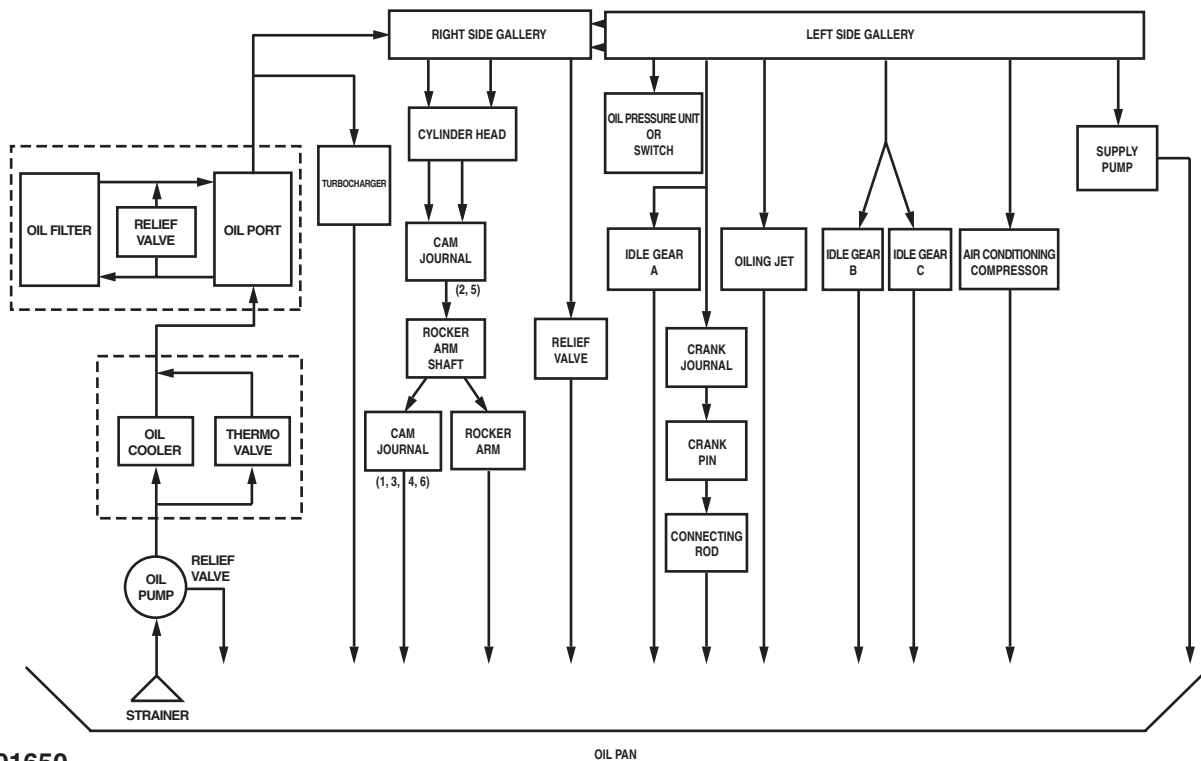 RIGHT SIDE GALLERY
LEFT SIDE GALLERY
OIL PRESSURE UNIT
OR
SWITCH
CYLINDER HEAD
SUPPLY
PUMP
TURBOCHARGER
OIL FILTER
RELIEF
VALVE
OIL PORT
CAM
JOURNAL
(2, 5)
IDLE GEAR
A
OILING JET
IDLE GEAR
B
IDLE GEAR
C
AIR CONDITIONING
COMPRESSOR
ROCKER
ARM
SHAFT
RELIEF
VALVE
CRANK
JOURNAL
OIL
COOLER
THERMO
VALVE
CAM
JOURNAL
(1, 3, 4, 6)
ROCKER
ARM
CRANK
PIN
CONNECTING
ROD
OIL
PUMP
RELIEF
VALVE
STRAINER
OIL PAN